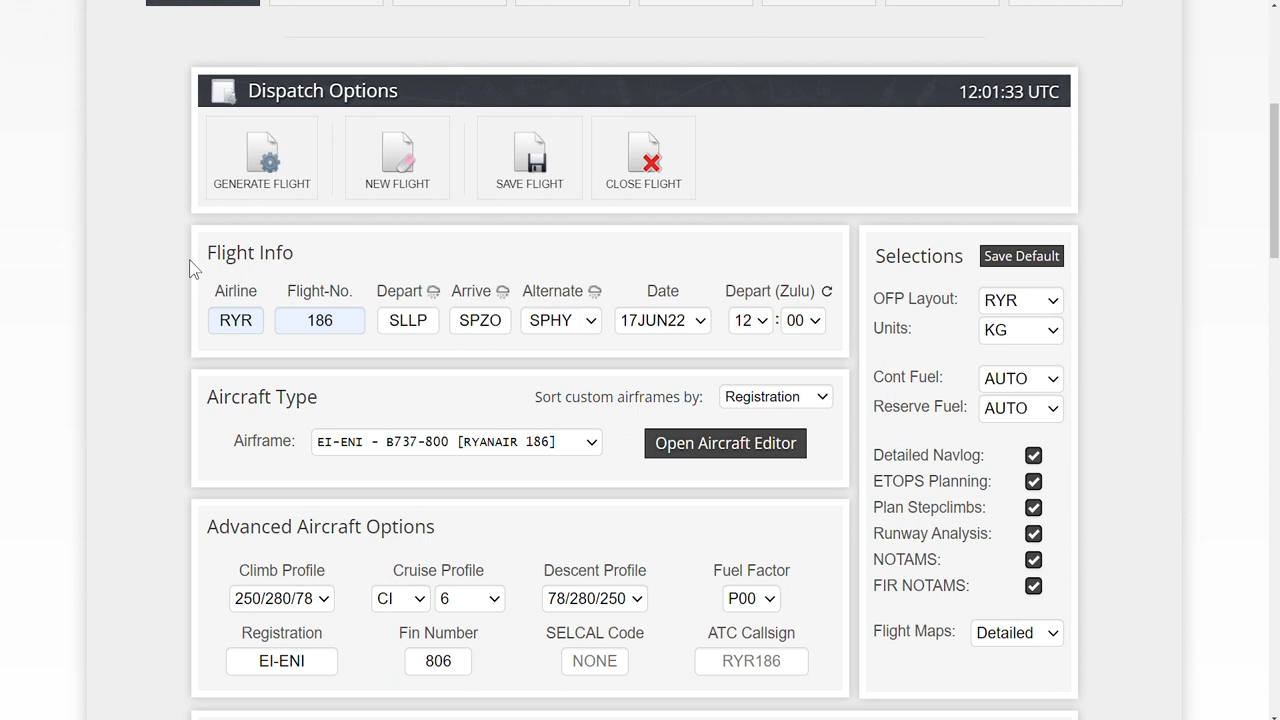 Dispatch Options 12:01:33 UTC
GENERATE FLIGHT NEW FLIGHT SAVE FLIGHT CLOSE FLIGHT
Flight Info
Airline Flight-No. Depart Arrive Alternate Date Depart (Zulu)
RYR 186 SLLP SPZO SPHY 17JUN22 12 : 00
Aircraft Type Sort custom airframes by: Registration
Airframe: EI-ENI - B737-800 [RYANAIR 186] Open Aircraft Editor
Advanced Aircraft Options
Climb Profile Cruise Profile Descent Profile Fuel Factor
250/280/78 CI 6 78/280/250 P00
Registration Fin Number SELCAL Code ATC Callsign
EI-ENI 806 NONE RYR186
Selections Save Default
OFP Layout: RYR
Units: KG
Cont Fuel: AUTO
Reserve Fuel: AUTO
Detailed Navlog:
ETOPS Planning:
Plan Stepclimbs:
Runway Analysis:
NOTAMS:
FIR NOTAMS:
Flight Maps: Detailed